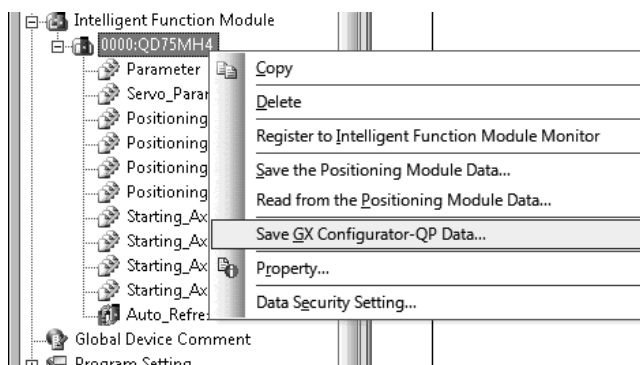 Intelligent Function Module
0000:QD75MH4
Parameter
Servo_Parar
Positioning
Positioning
Positioning
Positioning
Starting_Ax
Starting_Ax
Starting_Ax
Starting_Ax
Auto_Refre
Global Device Comment
Program Setting
Copy
Delete
Register to Intelligent Function Module Monitor
Save the Positioning Module Data...
Read from the Positioning Module Data...
Save GX Configurator-QP Data...
Property...
Data Security Setting...